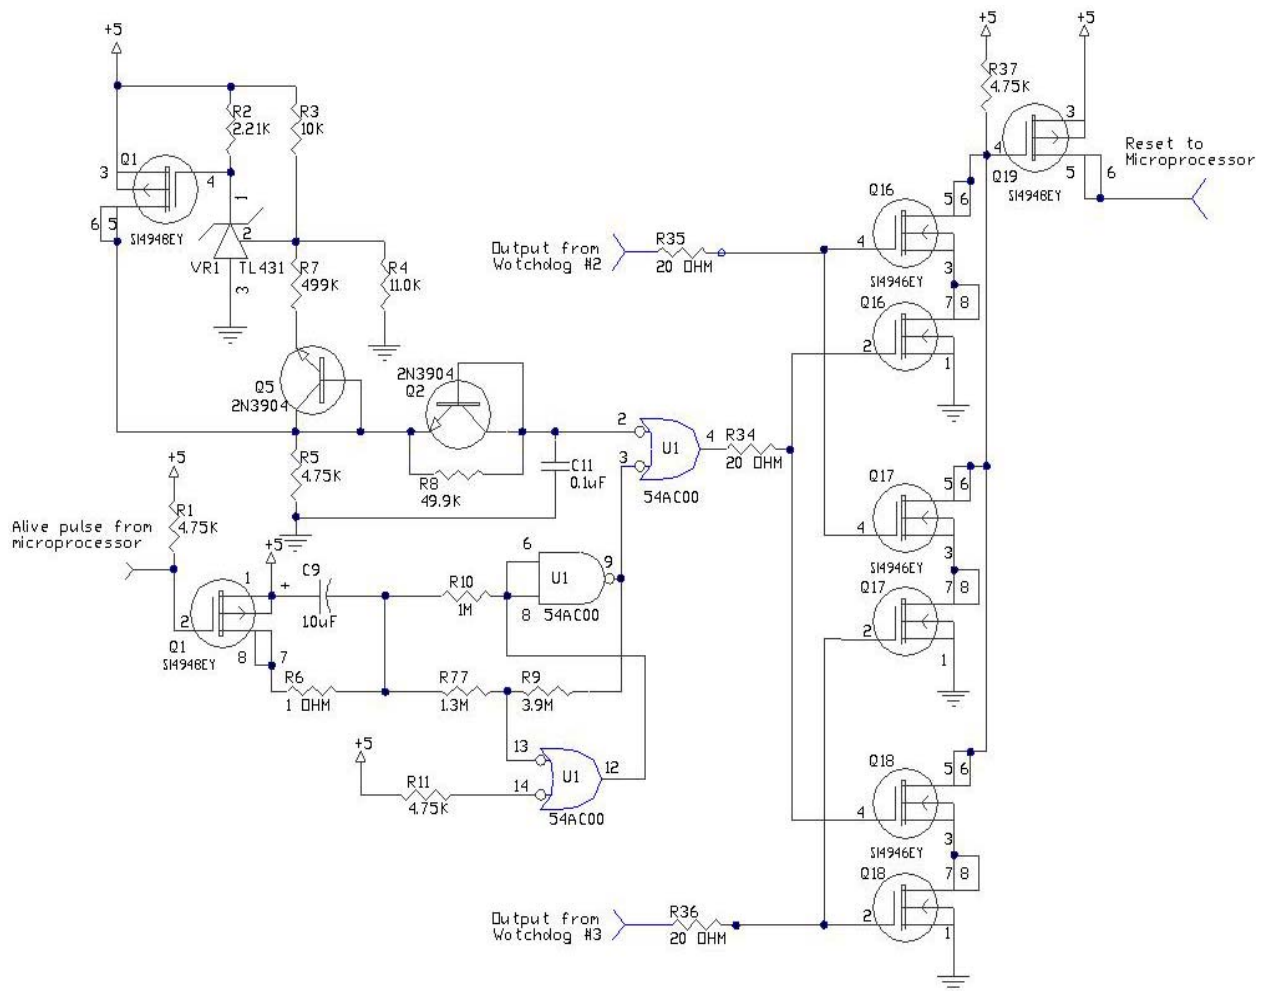 +5
+5
+5
R37
4.75K
R2
2.21K
R3
10K
3
Q1
3
4
1
SI4948EY
6
5
2
VR1
TL431
3
R7
499K
R4
11.0K
4
Q19
SI4948EY
5
6
Reset to
Microprocessor
Q16
5
6
4
3
SI4946EY
Output from
Watchdog #2
R35
20 OHM
Q16
7
8
2
1
Q5
2N3904
2N3904
Q2
R5
4.75K
R8
49.9K
C11
0.1uF
2
3
U1
4
54AC00
R34
20 OHM
Q17
5
6
4
3
SI4946EY
Q17
7
8
2
1
+5
R1
4.75K
Alive pulse from
microprocessor
+5
1
+
C9
10uF
2
Q1
SI4948EY
8
7
R6
1 OHM
R10
1M
6
8
U1
9
54AC00
R77
1.3M
R9
3.9M
+5
R11
4.75K
13
14
U1
12
54AC00
Q18
5
6
4
3
SI4946EY
Q18
7
8
2
1
Output from
Watchdog #3
R36
20 OHM